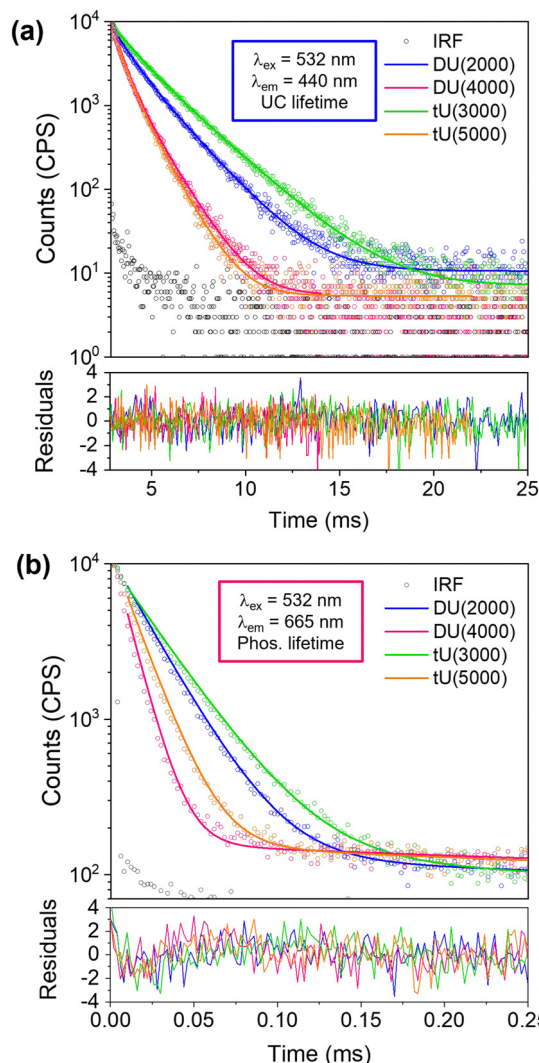 (a)
10⁴
10³
10²
10¹
10⁰
Counts (CPS)
λex = 532 nm
λem = 440 nm
UC lifetime
IRF
DU(2000)
DU(4000)
tU(3000)
tU(5000)
4
2
0
-2
-4
Residuals
5 10 15 20 25
Time (ms)
(b)
10⁴
10³
10²
Counts (CPS)
λex = 532 nm
λem = 665 nm
Phos. lifetime
IRF
DU(2000)
DU(4000)
tU(3000)
tU(5000)
4
2
0
-2
-4
Residuals
0.00 0.05 0.10 0.15 0.20 0.25
Time (ms)